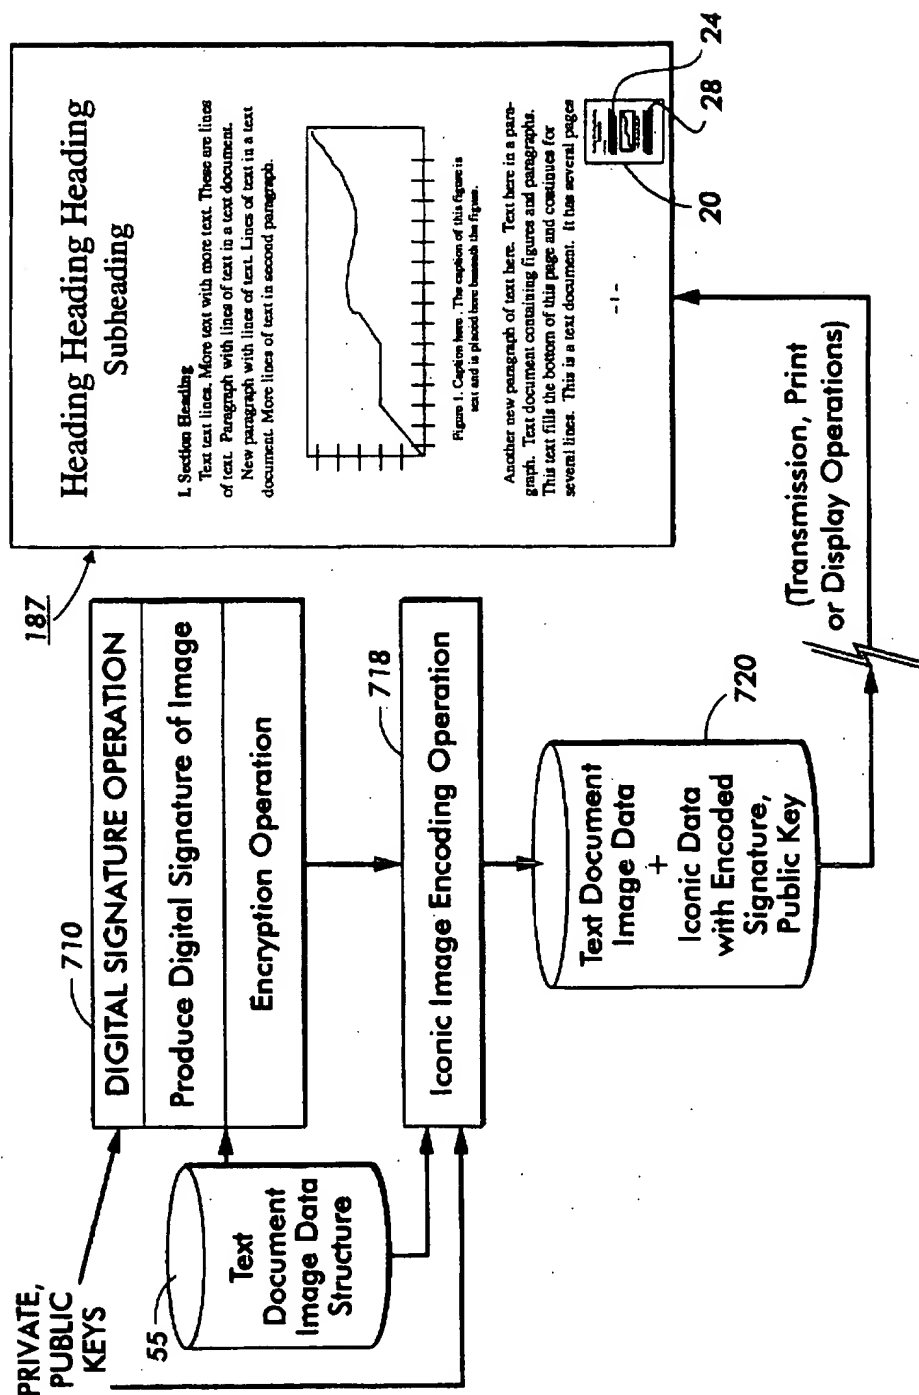 PRIVATE,
PUBLIC
KEYS
55
Text
Document
Image Data
Structure
710
DIGITAL SIGNATURE OPERATION
Produce Digital Signature of Image
Encryption Operation
718
Iconic Image Encoding Operation
720
Text Document
Image Data
+
Iconic Data
with Encoded
Signature,
Public Key
(Transmission, Print
or Display Operations)
187
Heading Heading Heading
Subheading
I. Section Heading
Text text lines. More text with more text. These are lines
of text. Paragraph with lines of text in a text document.
New paragraph with lines of text. Lines of text in a text
document. More lines of text in second paragraph.
Figure 1. Caption here. The caption of this figure is
text and is placed here beneath the figure.
Another new paragraph of text here. Text here in a para-
graph. Text document containing figures and paragraphs.
This text fills the bottom of this page and continues for
several lines. This is a text document. It has several pages
- 1 -
20
24
28